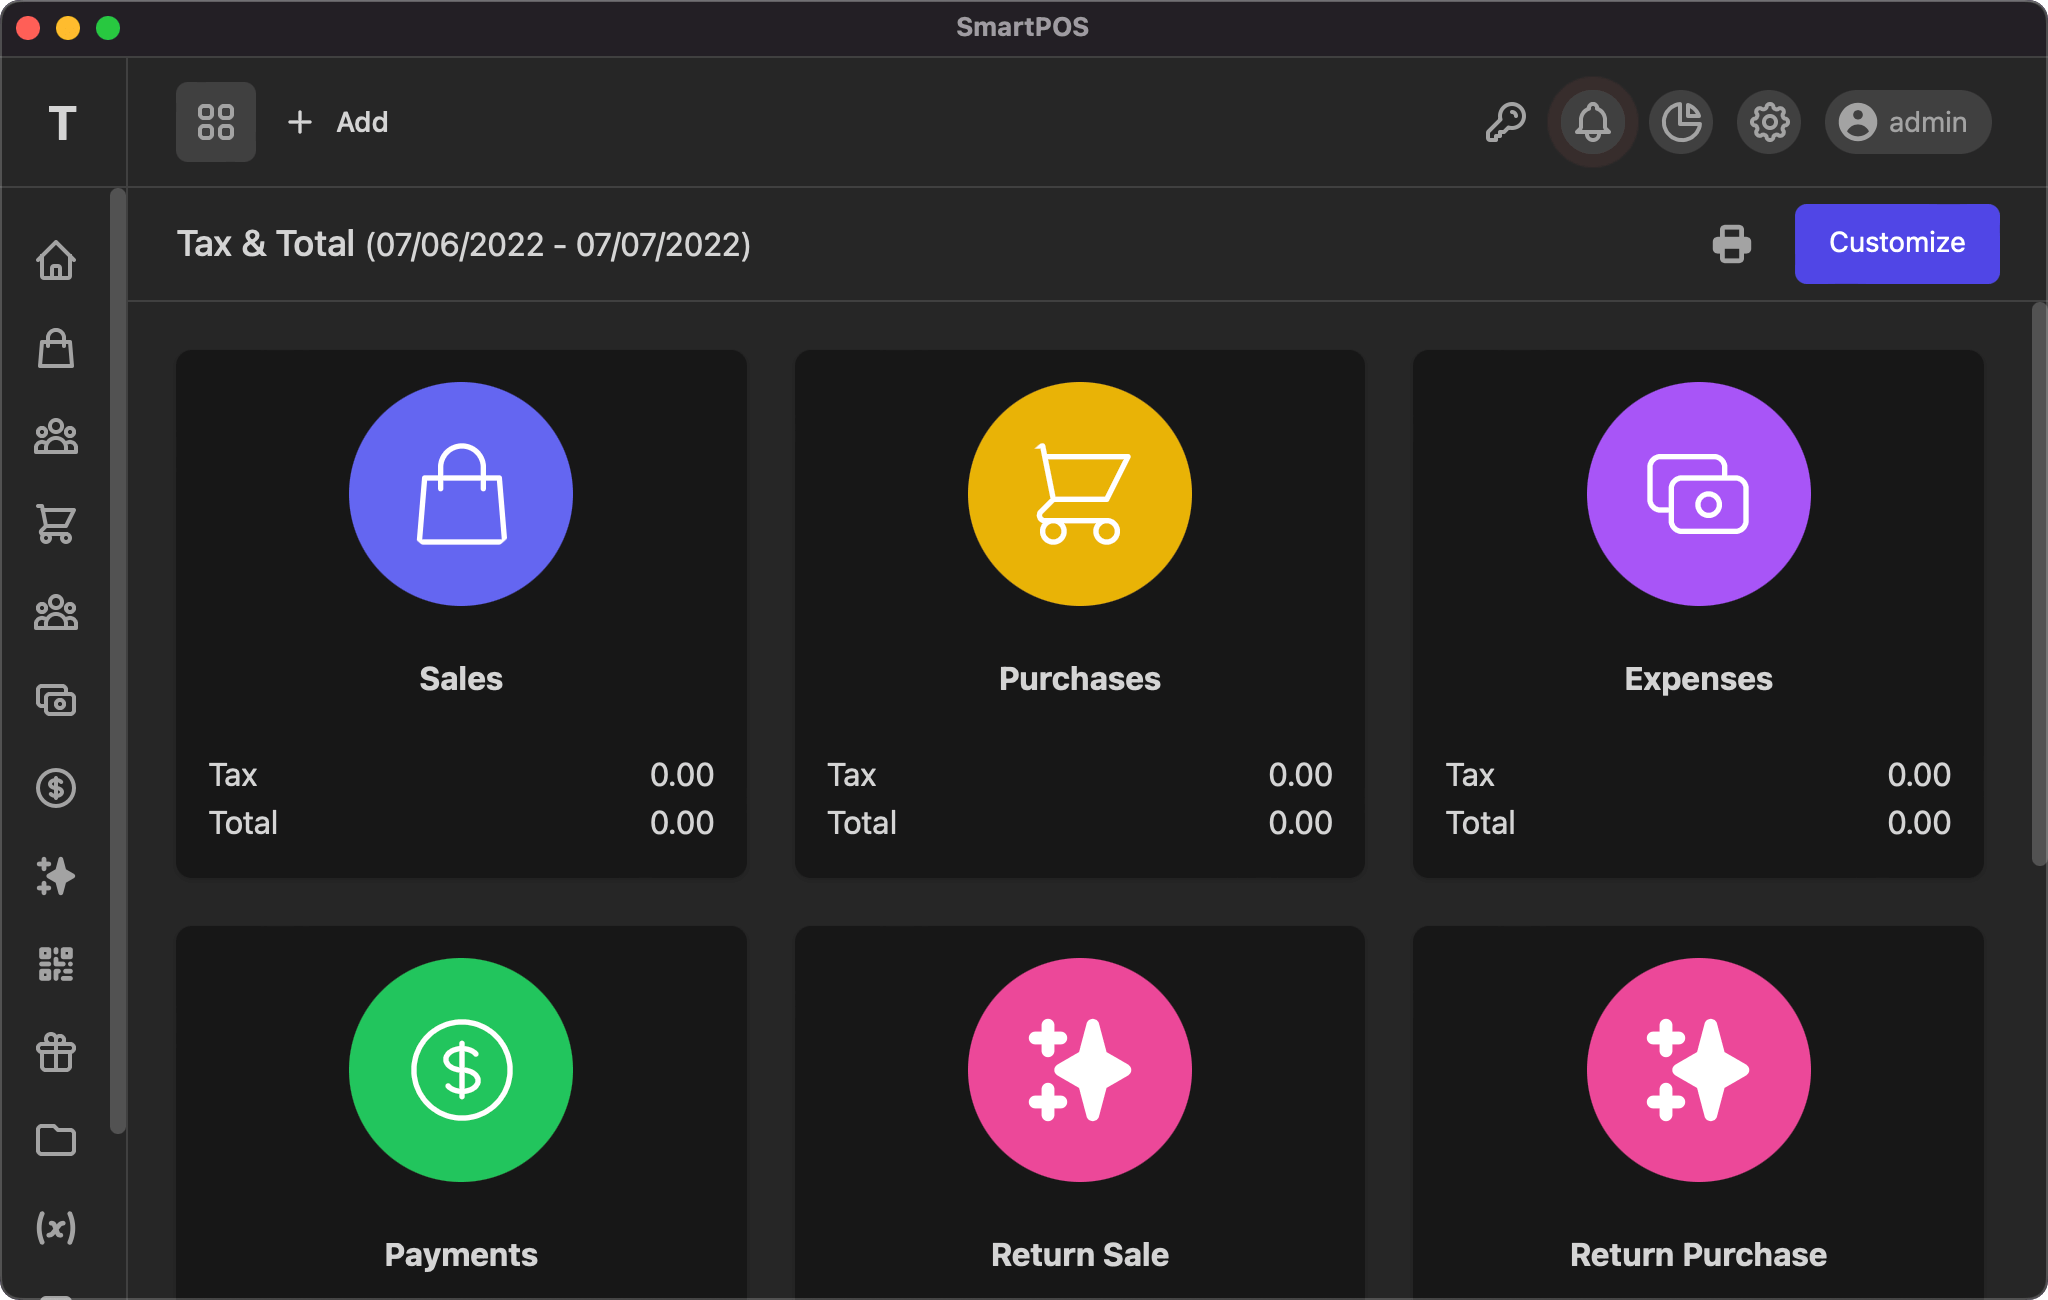 SmartPOS
T
Add
admin
Tax & Total (07/06/2022 - 07/07/2022)
Customize
Sales
Tax 0.00
Total 0.00
Purchases
Tax 0.00
Total 0.00
Expenses
Tax 0.00
Total 0.00
Payments
Return Sale
Return Purchase